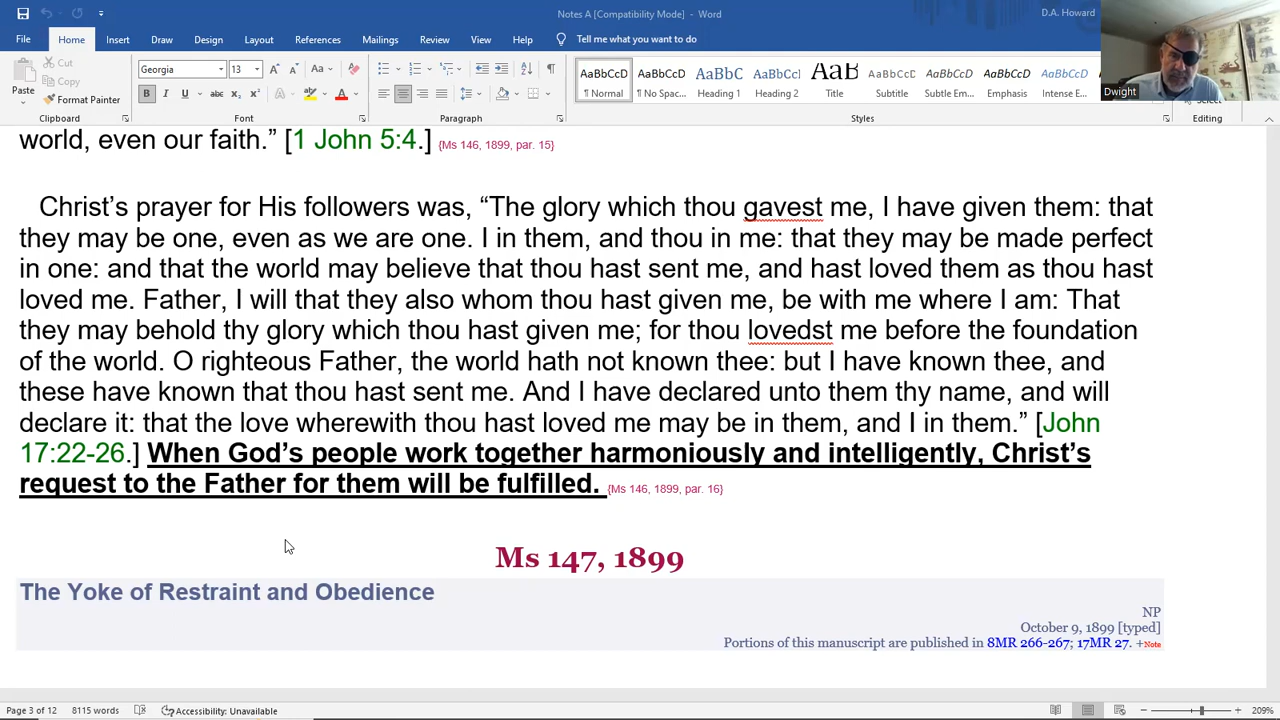 Notes A [Compatibility Mode] - Word
D.A. Howard
File Home Insert Draw Design Layout References Mailings Review View Help Tell me what you want to do
Paste
Cut
Copy
Format Painter
Georgia 13
AaBbCcD AaBbCcD AaBbC AaBbCcl AaB AaBbCcD AaBbCcD AaBbCcD AaBbCcD
¶ Normal ¶ No Spac... Heading 1 Heading 2 Title Subtitle Subtle Em... Emphasis Intense E...
Dwight
Select
Clipboard Font Paragraph Styles Editing
world, even our faith.” [1 John 5:4.] {Ms 146, 1899, par. 15}
Christ’s prayer for His followers was, “The glory which thou gavest me, I have given them: that
they may be one, even as we are one. I in them, and thou in me: that they may be made perfect
in one: and that the world may believe that thou hast sent me, and hast loved them as thou hast
loved me. Father, I will that they also whom thou hast given me, be with me where I am: That
they may behold thy glory which thou hast given me; for thou lovedst me before the foundation
of the world. O righteous Father, the world hath not known thee: but I have known thee, and
these have known that thou hast sent me. And I have declared unto them thy name, and will
declare it: that the love wherewith thou hast loved me may be in them, and I in them.” [John
17:22-26.] When God’s people work together harmoniously and intelligently, Christ’s
request to the Father for them will be fulfilled. {Ms 146, 1899, par. 16}
Ms 147, 1899
The Yoke of Restraint and Obedience
NP
October 9, 1899 [typed]
Portions of this manuscript are published in 8MR 266-267; 17MR 27. +Note
Page 3 of 12 8115 words Accessibility: Unavailable 209%